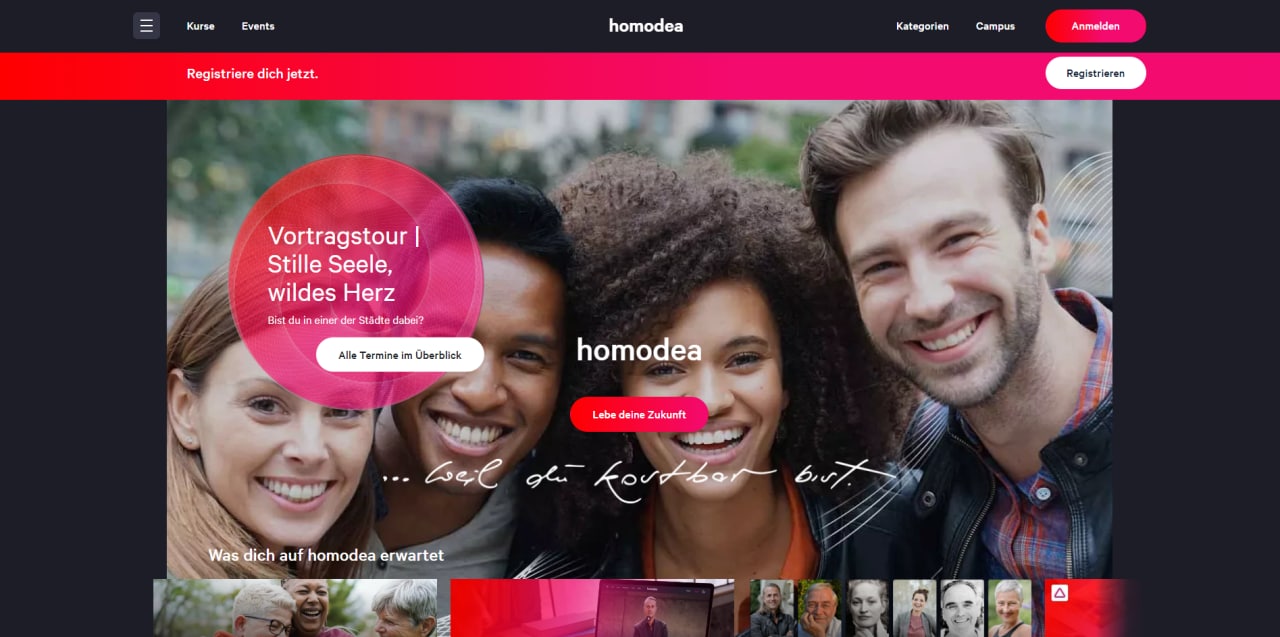 Kurse
Events
homodea
Kategorien
Campus
Anmelden
Registriere dich jetzt.
Registrieren
Vortragstour |
Stille Seele,
wildes Herz
Bist du in einer der Städte dabei?
Alle Termine im Überblick
homodea
Lebe deine Zukunft
... weil du kostbar bist.
Was dich auf homodea erwartet